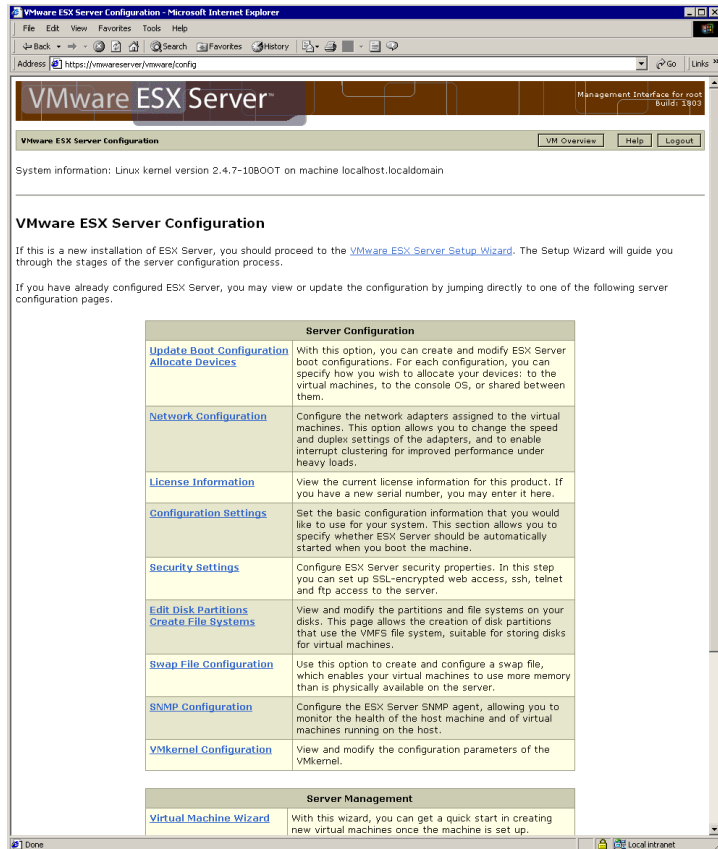 VMware ESX Server Configuration - Microsoft Internet Explorer
File Edit View Favorites Tools Help
Back Search Favorites History
Address https://vmwareserver/vmware/config Go Links »
VMware ESX Server™
Management Interface for root
Build: 1803
VMware ESX Server Configuration VM Overview Help Logout
System information: Linux kernel version 2.4.7-10BOOT on machine localhost.localdomain
VMware ESX Server Configuration
If this is a new installation of ESX Server, you should proceed to the VMware ESX Server Setup Wizard. The Setup Wizard will guide you
through the stages of the server configuration process.
If you have already configured ESX Server, you may view or update the configuration by jumping directly to one of the following server
configuration pages.
Server Configuration
Update Boot Configuration
Allocate Devices
With this option, you can create and modify ESX Server
boot configurations. For each configuration, you can
specify how you wish to allocate your devices: to the
virtual machines, to the console OS, or shared between
them.
Network Configuration
Configure the network adapters assigned to the virtual
machines. This option allows you to change the speed
and duplex settings of the adapters, and to enable
interrupt clustering for improved performance under
heavy loads.
License Information
View the current license information for this product. If
you have a new serial number, you may enter it here.
Configuration Settings
Set the basic configuration information that you would
like to use for your system. This section allows you to
specify whether ESX Server should be automatically
started when you boot the machine.
Security Settings
Configure ESX Server security properties. In this step
you can set up SSL-encrypted web access, ssh, telnet
and ftp access to the server.
Edit Disk Partitions
Create File Systems
View and modify the partitions and file systems on your
disks. This page allows the creation of disk partitions
that use the VMFS file system, suitable for storing disks
for virtual machines.
Swap File Configuration
Use this option to create and configure a swap file,
which enables your virtual machines to use more memory
than is physically available on the server.
SNMP Configuration
Configure the ESX Server SNMP agent, allowing you to
monitor the health of the host machine and of virtual
machines running on the host.
VMkernel Configuration
View and modify the configuration parameters of the
VMkernel.
Server Management
Virtual Machine Wizard
With this wizard, you can get a quick start in creating
new virtual machines once the machine is set up.
Done Local intranet